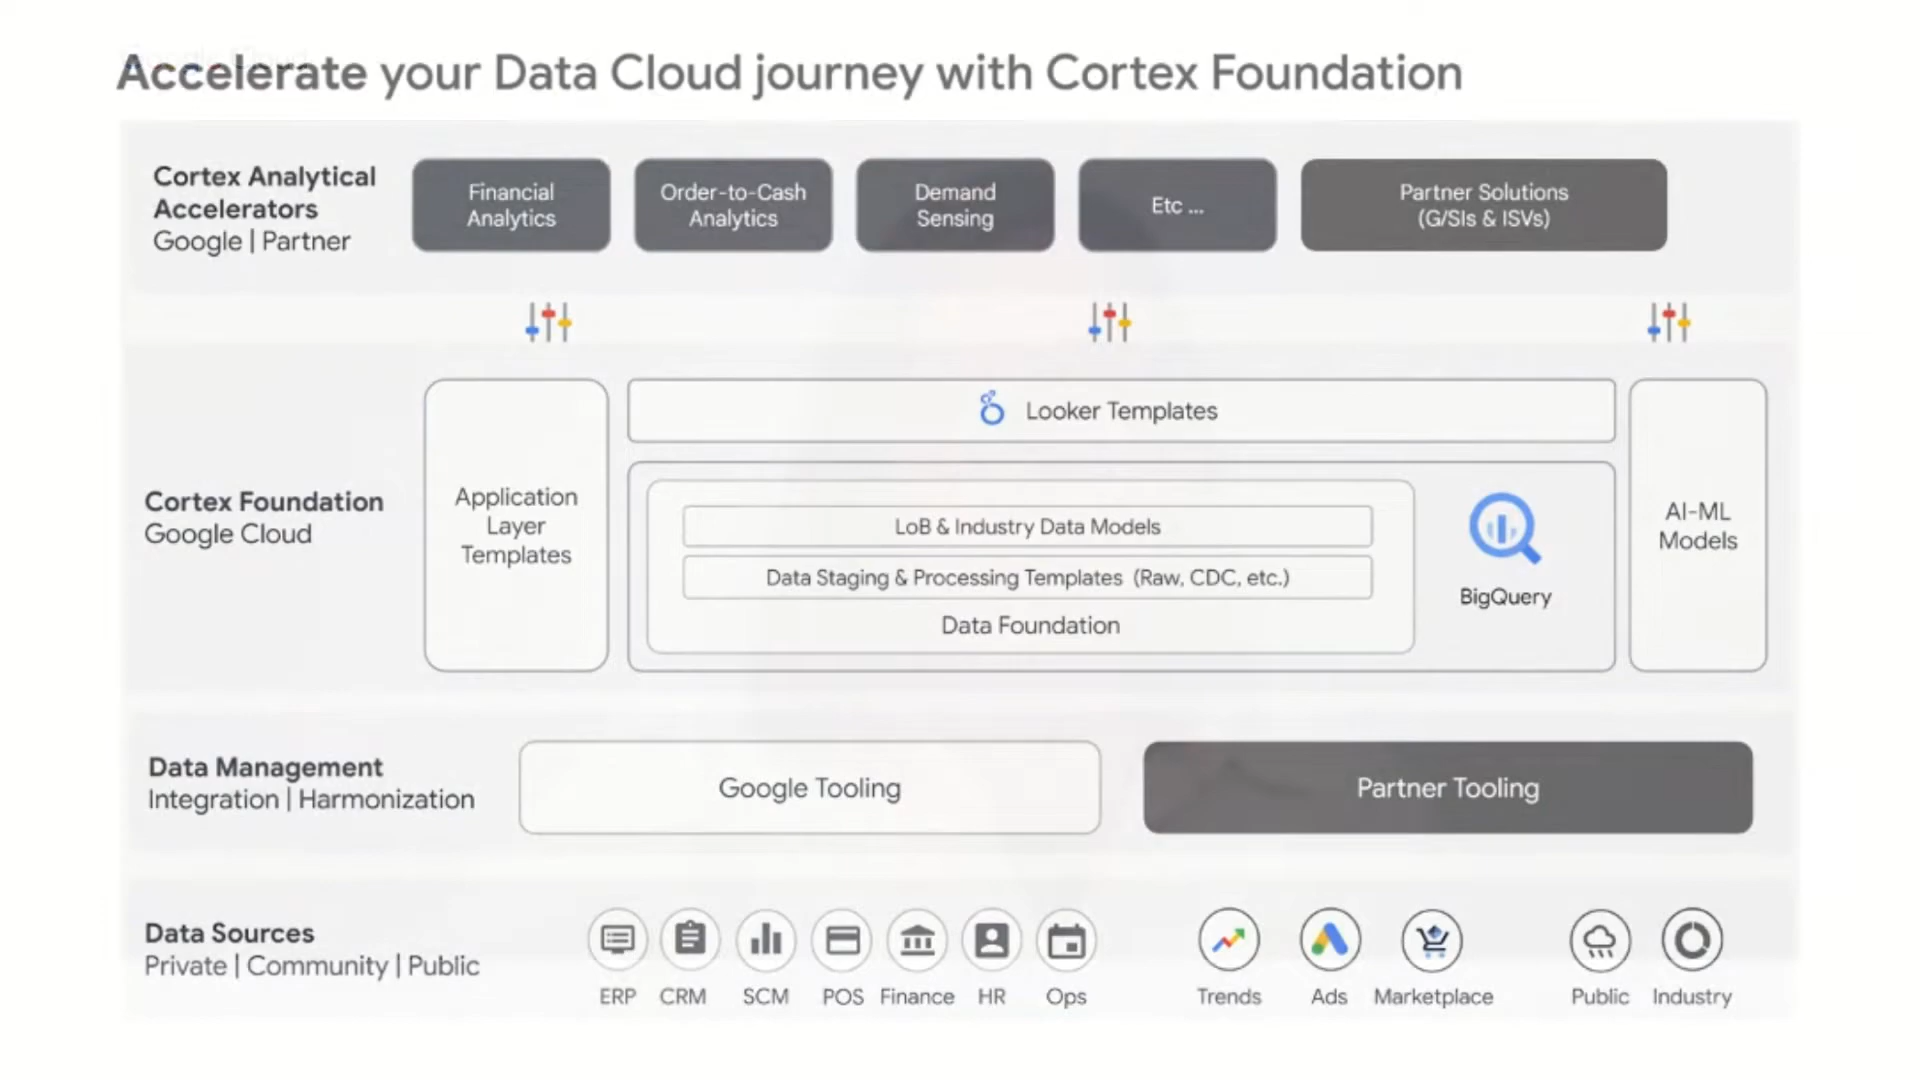 Accelerate your Data Cloud journey with Cortex Foundation
Cortex Analytical
Accelerators
Google | Partner
Financial
Analytics
Order-to-Cash
Analytics
Demand
Sensing
Etc ...
Partner Solutions
(G/SIs & ISVs)
Cortex Foundation
Google Cloud
Application
Layer
Templates
Looker Templates
LoB & Industry Data Models
Data Staging & Processing Templates (Raw, CDC, etc.)
Data Foundation
BigQuery
AI-ML
Models
Data Management
Integration | Harmonization
Google Tooling
Partner Tooling
Data Sources
Private | Community | Public
ERP
CRM
SCM
POS
Finance
HR
Ops
Trends
Ads
Marketplace
Public
Industry